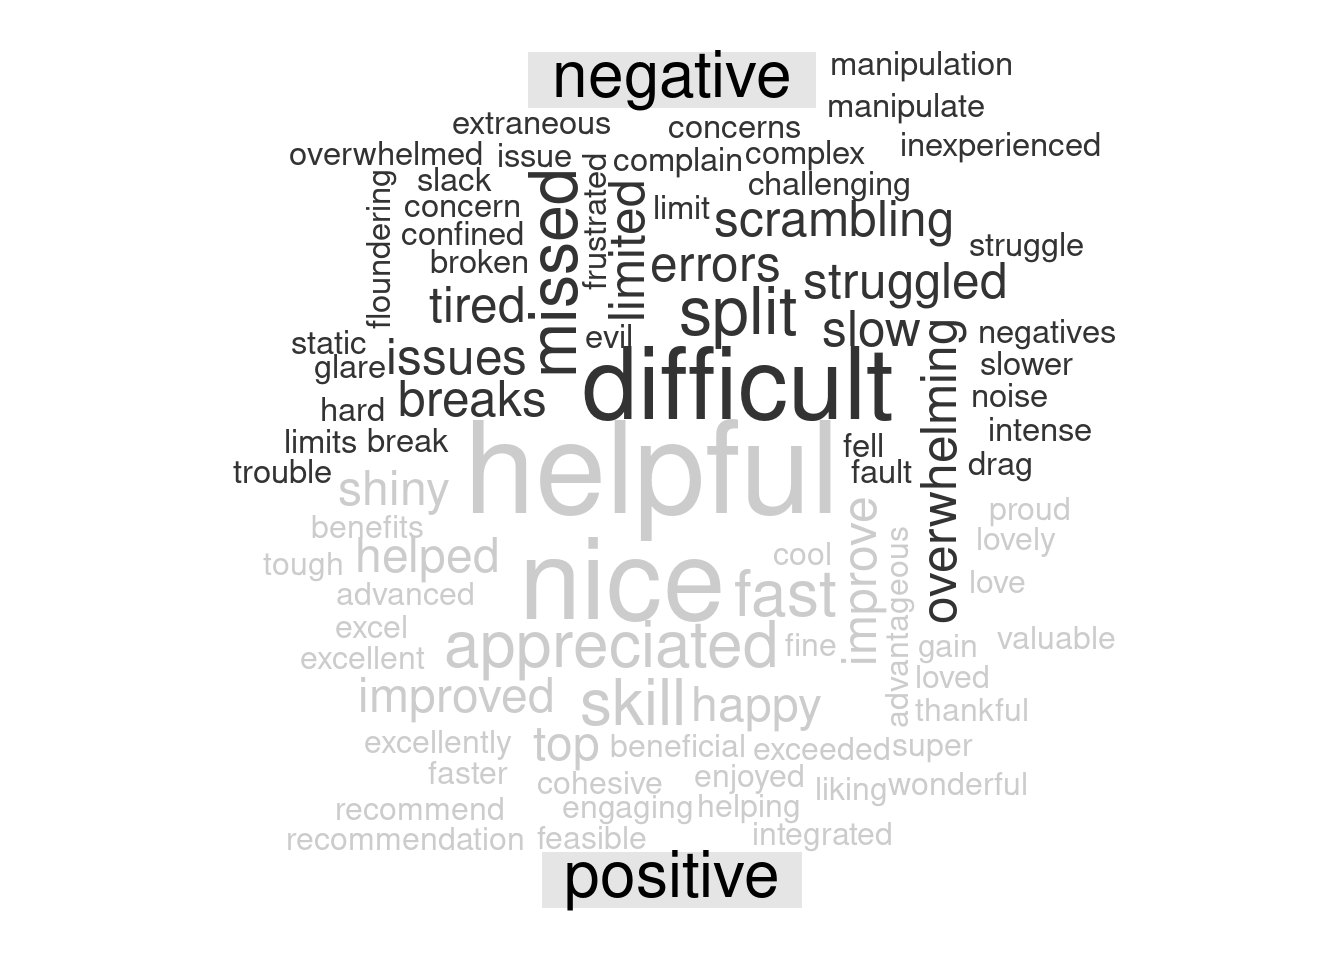 negative
manipulation
manipulate
extraneous
concerns
inexperienced
overwhelmed
issue
complain
complex
slack
challenging
floundering
concern
missed
frustrated
limited
limit
scrambling
confined
struggle
broken
errors
struggled
tired
split
slow
negatives
static
evil
glare
issues
slower
difficult
overwhelming
noise
hard
breaks
intense
limits
break
fell
trouble
fault
drag
helpful
shiny
proud
benefits
improve
lovely
tough
helped
cool
advantageous
nice
fast
love
advanced
excel
appreciated
fine
gain
valuable
excellent
loved
improved
skill
happy
thankful
excellently
top
beneficial
exceeded
super
faster
cohesive
enjoyed
liking
wonderful
recommend
engaging
helping
recommendation
feasible
integrated
positive